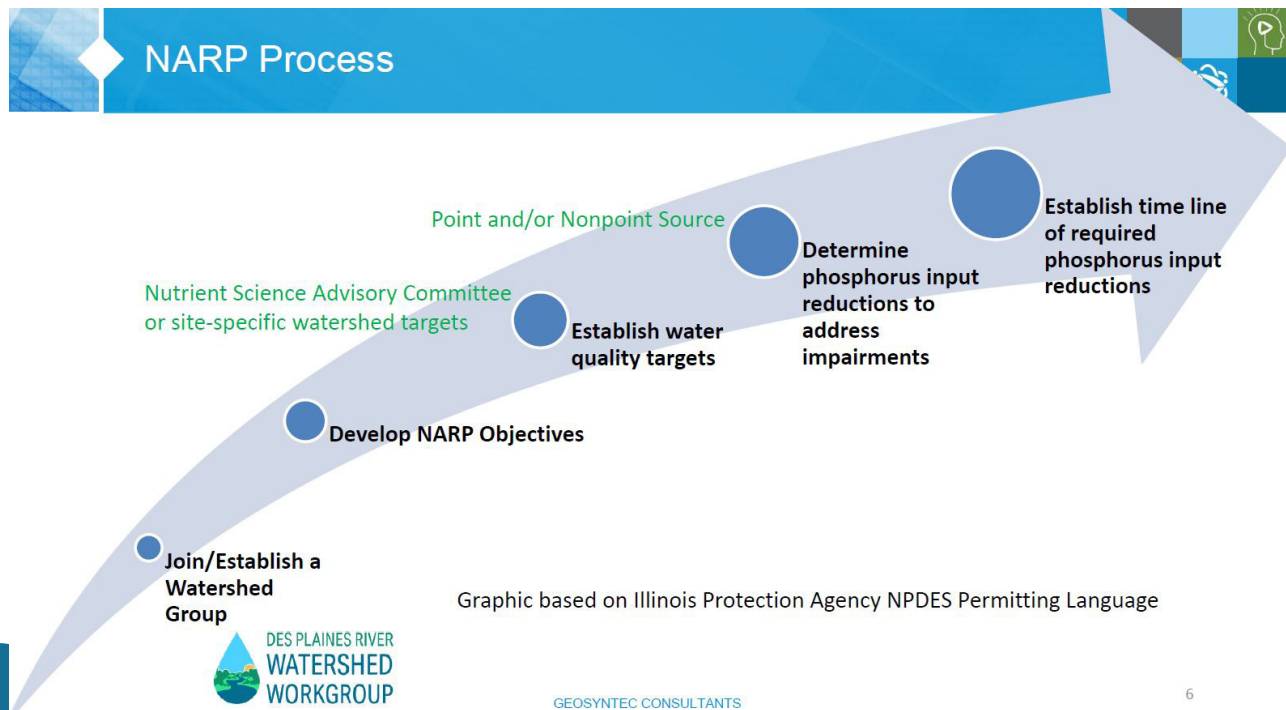 NARP Process
Point and/or Nonpoint Source
Establish time line
of required
phosphorus input
reductions
Determine
phosphorus input
reductions to
address
impairments
Nutrient Science Advisory Committee
or site-specific watershed targets
Establish water
quality targets
Develop NARP Objectives
Join/Establish a
Watershed
Group
Graphic based on Illinois Protection Agency NPDES Permitting Language
DES PLAINES RIVER
WATERSHED
WORKGROUP
GEOSYNTEC CONSULTANTS
6